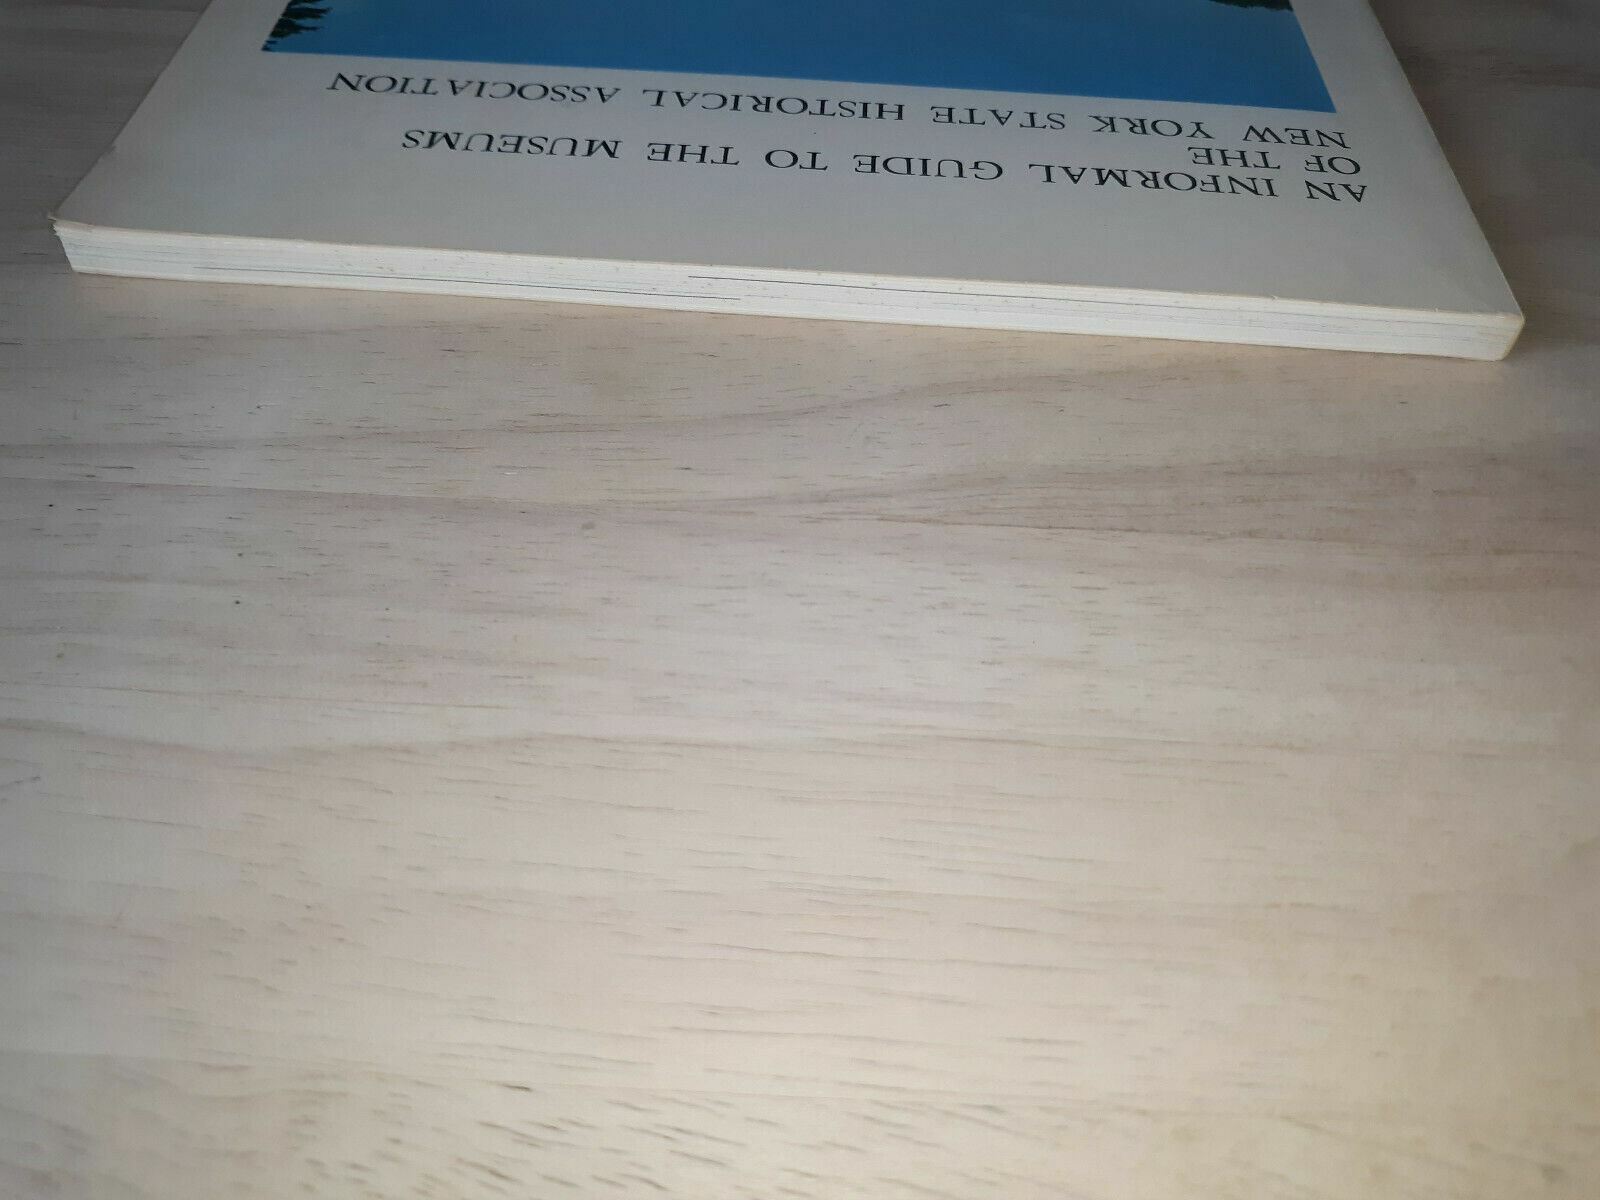 AN INFORMAL GUIDE TO THE MUSEUMS
OF THE
NEW YORK STATE HISTORICAL ASSOCIATION